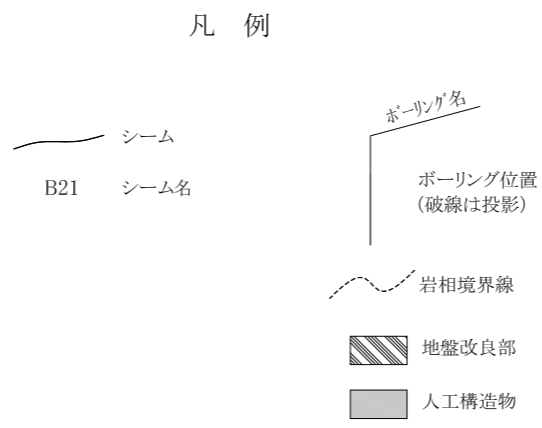 凡 例
シーム
B21 シーム名
ボーリング名
ボーリング位置
(破線は投影)
岩相境界線
地盤改良部
人工構造物